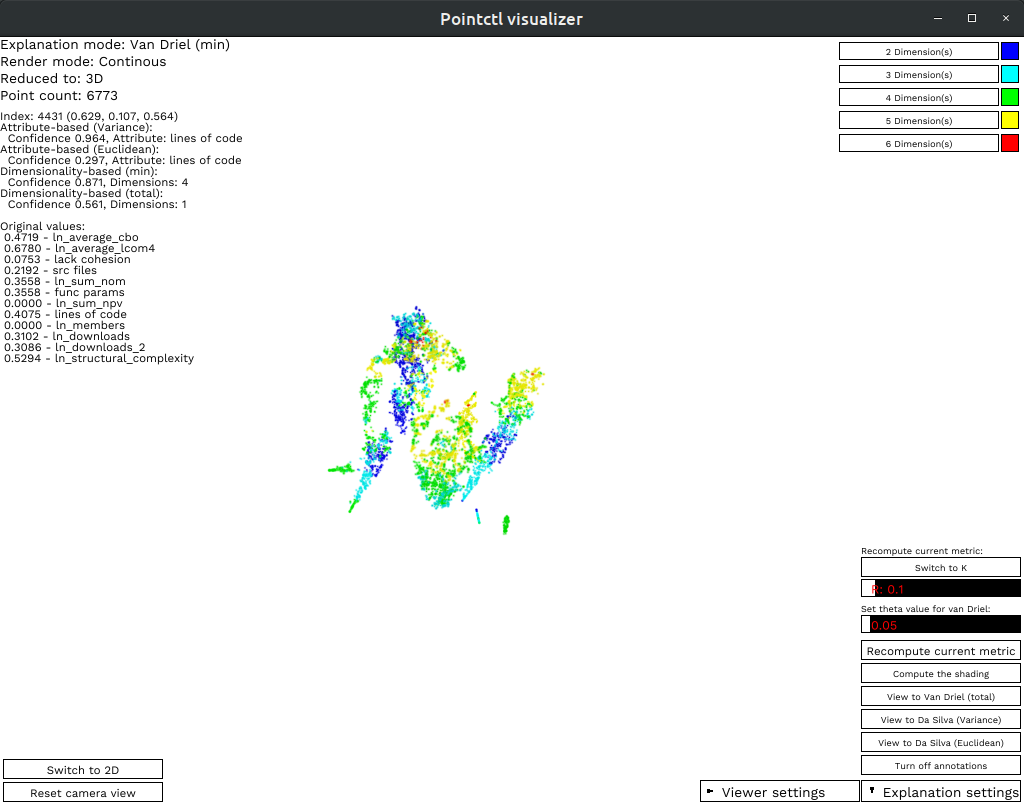 Pointctl visualizer
Explanation mode: Van Driel (min)
Render mode: Continous
Reduced to: 3D
Point count: 6773
Index: 4431 (0.629, 0.107, 0.564)
Attribute-based (Variance):
Confidence 0.964, Attribute: lines of code
Attribute-based (Euclidean):
Confidence 0.297, Attribute: lines of code
Dimensionality-based (min):
Confidence 0.871, Dimensions: 4
Dimensionality-based (total):
Confidence 0.561, Dimensions: 1
Original values:
0.4719 - ln_average_cbo
0.6780 - ln_average_lcom4
0.0753 - lack cohesion
0.2192 - src files
0.3558 - ln_sum_nom
0.3558 - func params
0.0000 - ln_sum_npv
0.4075 - lines of code
0.0000 - ln_members
0.3102 - ln_downloads
0.3086 - ln_downloads_2
0.5294 - ln_structural_complexity
2 Dimension(s)
3 Dimension(s)
4 Dimension(s)
5 Dimension(s)
6 Dimension(s)
Recompute current metric:
Switch to K
R: 0.1
Set theta value for van Driel:
0.05
Recompute current metric
Compute the shading
View to Van Driel (total)
View to Da Silva (Variance)
View to Da Silva (Euclidean)
Turn off annotations
Switch to 2D
Reset camera view
Viewer settings
Explanation settings